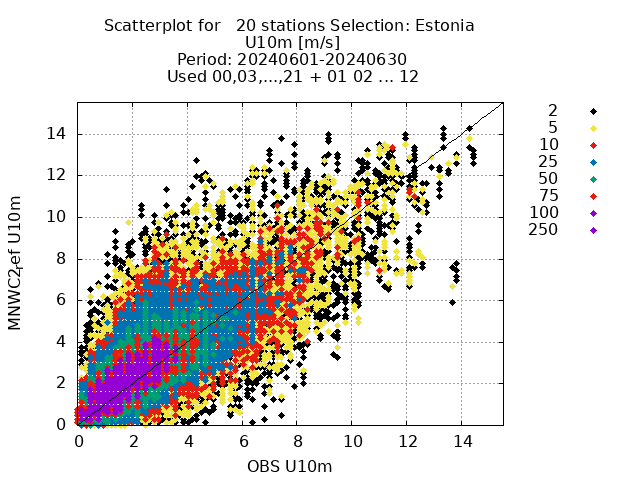 Scatterplot for   20 stations Selection: Estonia
U10m [m/s]
Period: 20240601-20240630
Used 00,03,...,21 + 01 02 ... 12
2
5
10
25
50
75
100
250
14
12
10
8
6
4
2
0
MNWC2.ef U10m
0 2 4 6 8 10 12 14
OBS U10m